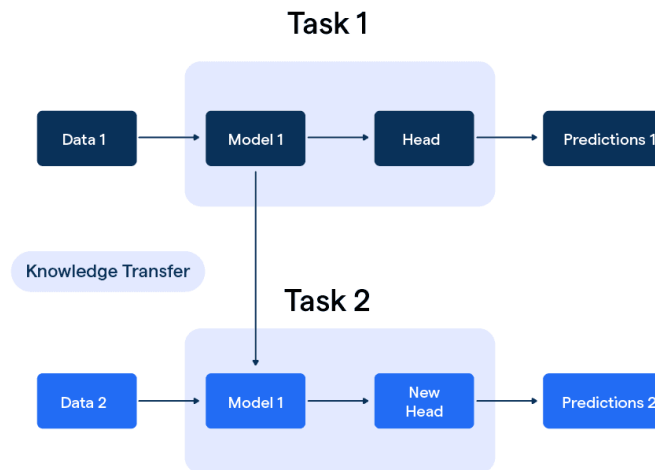 Task 1
Data 1
Model 1
Head
Predictions 1
Knowledge Transfer
Task 2
Data 2
Model 1
New
Head
Predictions 2